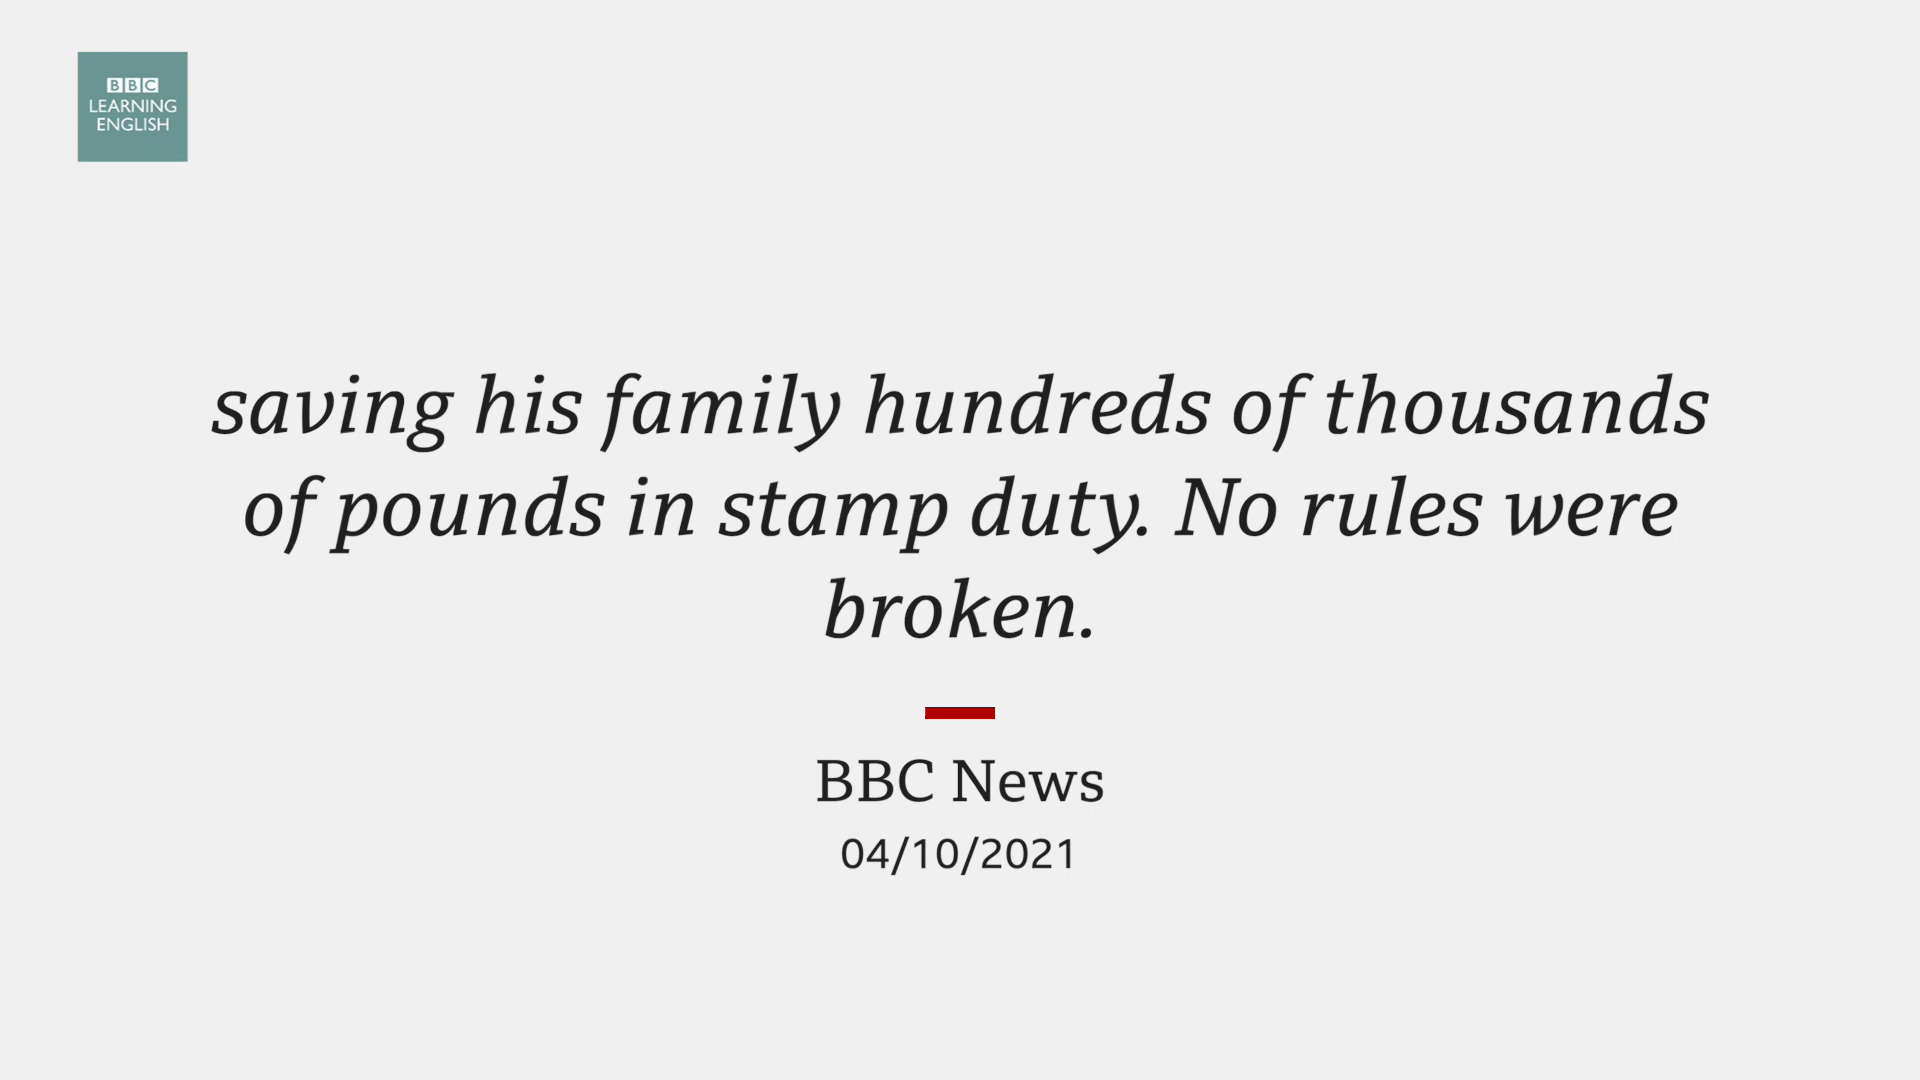 BBC
LEARNING
ENGLISH
saving his family hundreds of thousands
of pounds in stamp duty. No rules were
broken.
BBC News
04/10/2021